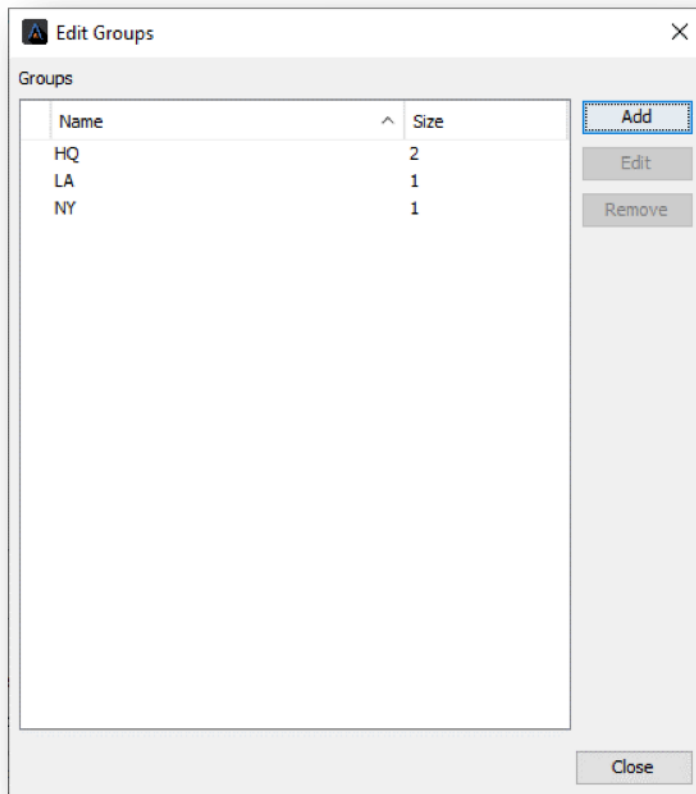 Edit Groups
Groups
Name Size
HQ 2
LA 1
NY 1
Add
Edit
Remove
Close